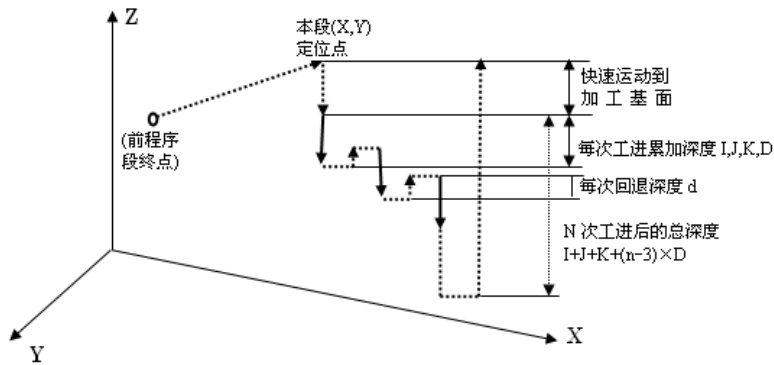 Z
本段(X,Y)
定位点
快速运动到
加工基面
(前程序
段终点)
每次工进累加深度 I,J,K,D
每次回退深度 d
N 次工进后的总深度
I+J+K+(n-3)×D
X
Y